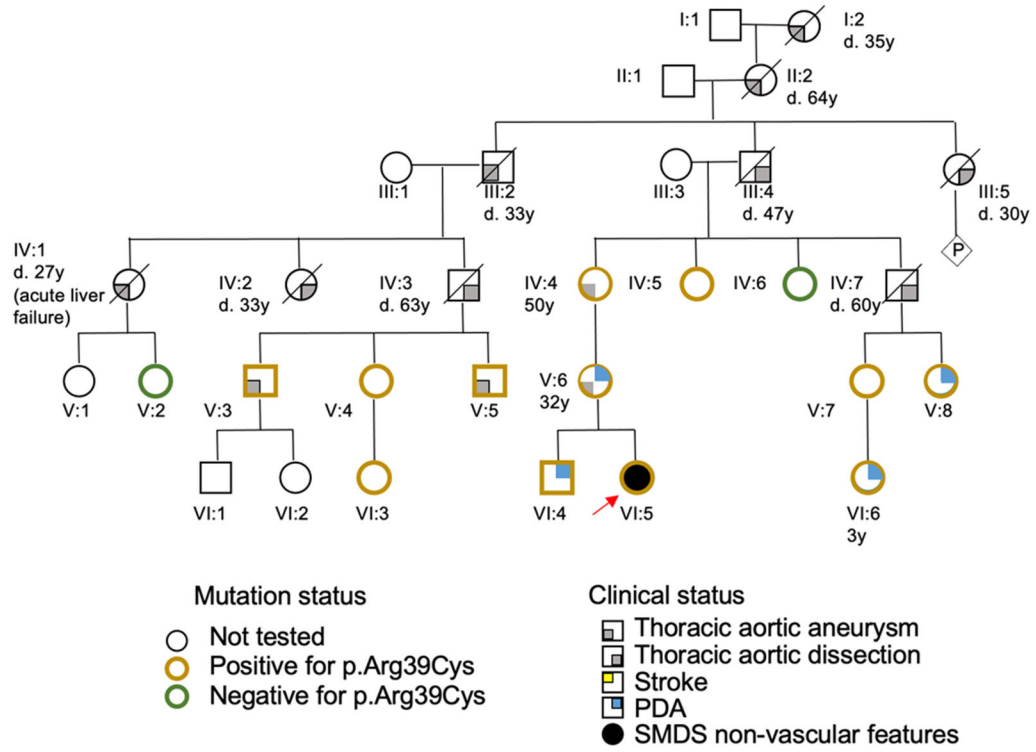 I:1
I:2
d. 35y
II:1
II:2
d. 64y
III:1
III:2
d. 33y
III:3
III:4
d. 47y
III:5
d. 30y
P
IV:1
d. 27y
(acute liver
failure)
IV:2
d. 33y
IV:3
d. 63y
IV:4
50y
IV:5
IV:6
IV:7
d. 60y
V:1
V:2
V:3
V:4
V:5
V:6
32y
V:7
V:8
VI:1
VI:2
VI:3
VI:4
VI:5
VI:6
3y
Mutation status
Not tested
Positive for p.Arg39Cys
Negative for p.Arg39Cys
Clinical status
Thoracic aortic aneurysm
Thoracic aortic dissection
Stroke
PDA
SMDS non-vascular features